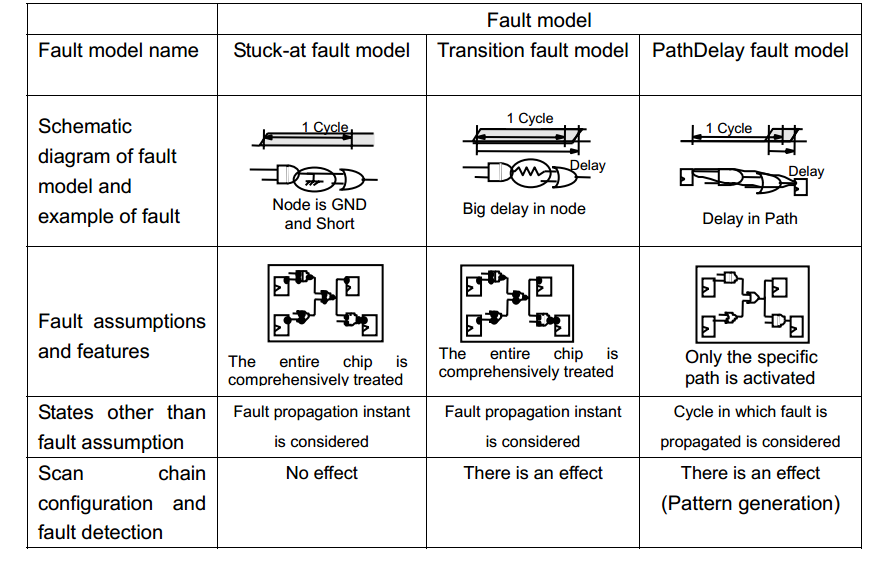 Fault model
Fault model name
Stuck-at fault model
Transition fault model
PathDelay fault model
Schematic
diagram of fault
model and
example of fault
1 Cycle
Node is GND
and Short
1 Cycle
Delay
Big delay in node
1 Cycle
Delay
Delay in Path
Fault assumptions
and features
The entire chip is
comprehensively treated
The entire chip is
comprehensively treated
Only the specific
path is activated
States other than
fault assumption
Fault propagation instant
is considered
Fault propagation instant
is considered
Cycle in which fault is
propagated is considered
Scan chain
configuration and
fault detection
No effect
There is an effect
There is an effect
(Pattern generation)